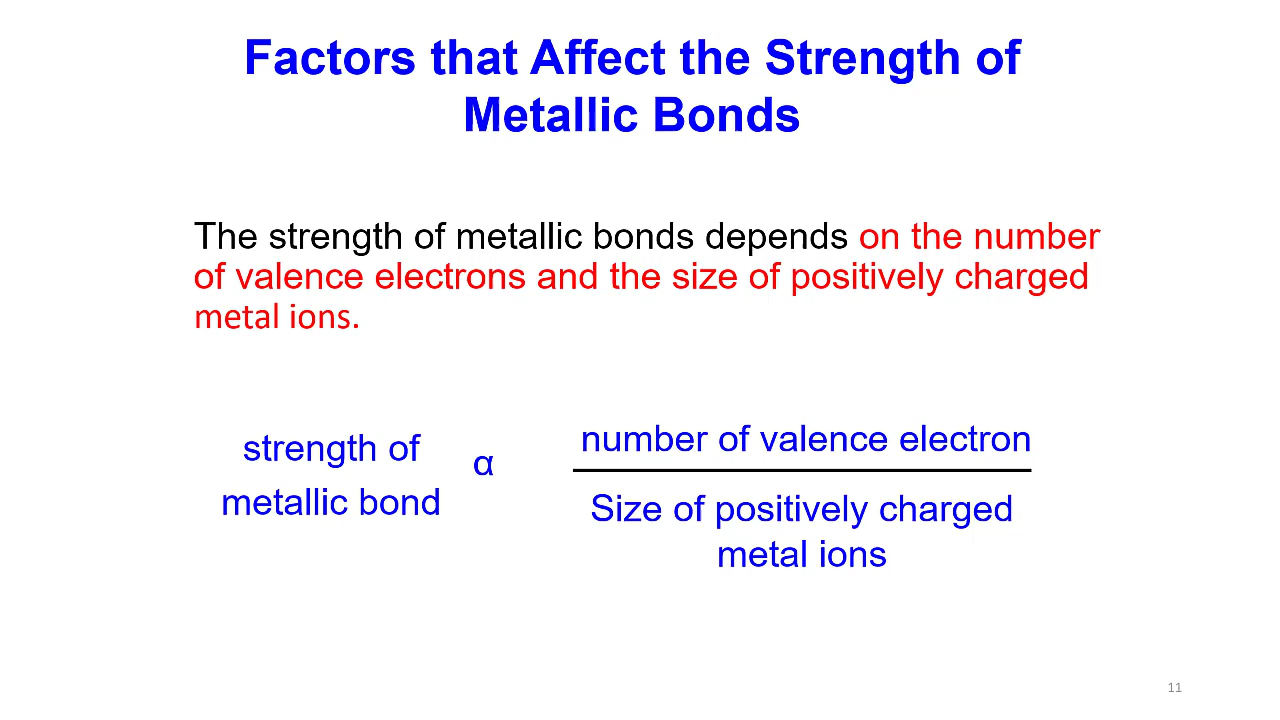 Factors that Affect the Strength of
Metallic Bonds
The strength of metallic bonds depends on the number
of valence electrons and the size of positively charged
metal ions.
strength of
metallic bond
α
number of valence electron
Size of positively charged
metal ions
11